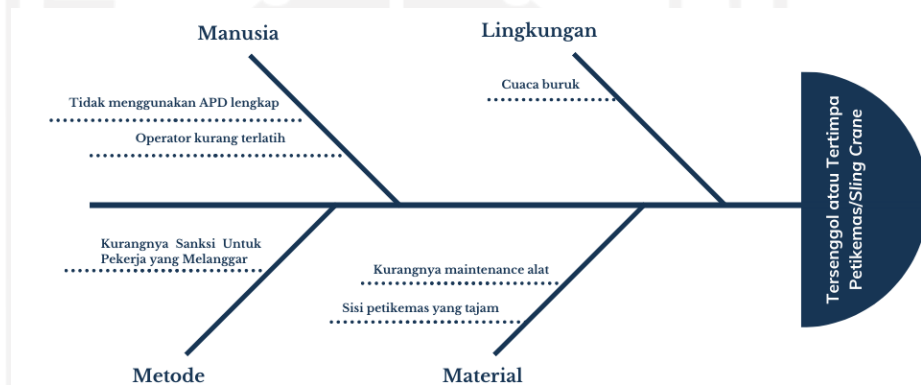 Manusia
Lingkungan
Cuaca buruk
Tidak menggunakan APD lengkap
Operator kurang terlatih
Tersenggol atau Tertimpa
Petikemas/Sling Crane
Kurangnya Sanksi Untuk
Pekerja yang Melanggar
Kurangnya maintenance alat
Sisi petikemas yang tajam
Metode
Material